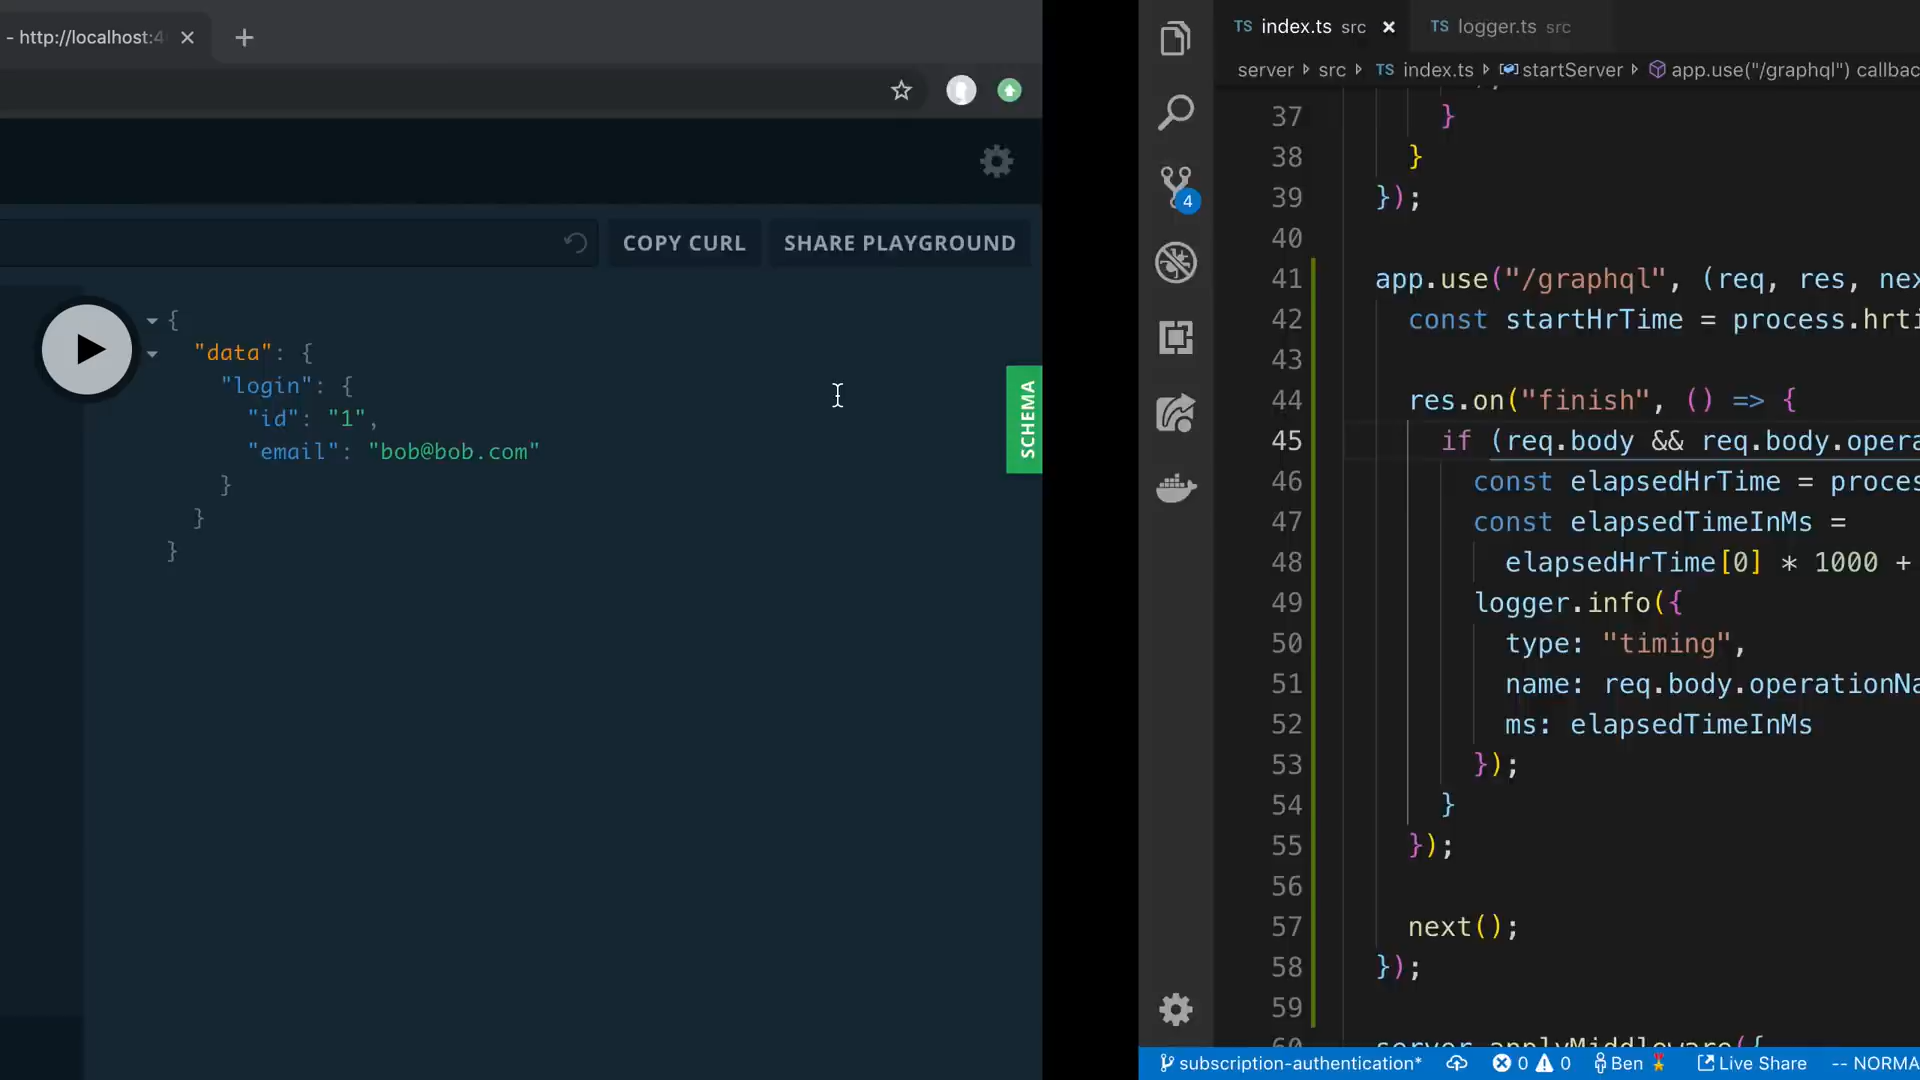 - http://localhost:4
COPY CURL
SHARE PLAYGROUND
{
"data": {
"login": {
"id": "1",
"email": "bob@bob.com"
}
}
}
SCHEMA
TS index.ts src
TS logger.ts src
server src TS index.ts startServer app.use("/graphql") callbac
4
37 }
38 }
39 });
40
41 app.use("/graphql", (req, res, nex
42 const startHrTime = process.hrti
43
44 res.on("finish", () => {
45 if (req.body && req.body.opera
46 const elapsedHrTime = proces
47 const elapsedTimeInMs =
48 elapsedHrTime[0] * 1000 +
49 logger.info({
50 type: "timing",
51 name: req.body.operationNa
52 ms: elapsedTimeInMs
53 });
54 }
55 });
56
57 next();
58 });
59
60 server.applyMiddleware({
subscription-authentication* 0 0 Ben Live Share -- NORMA